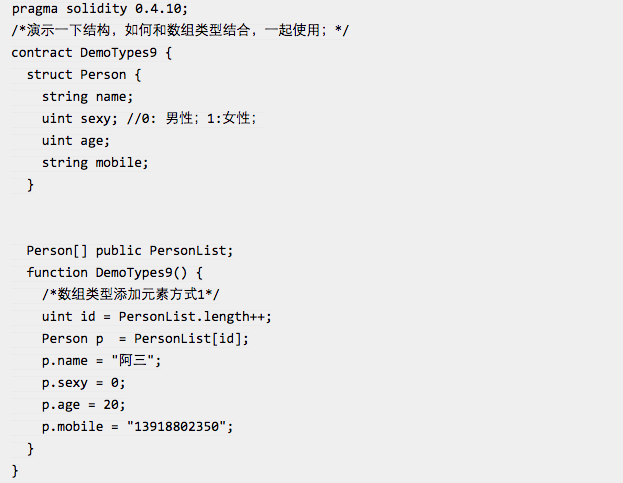 pragma solidity 0.4.10;
/*演示一下结构，如何和数组类型结合，一起使用；*/
contract DemoTypes9 {
  struct Person {
    string name;
    uint sexy; //0: 男性；1:女性；
    uint age;
    string mobile;
  }
  Person[] public PersonList;
  function DemoTypes9() {
    /*数组类型添加元素方式1*/
    uint id = PersonList.length++;
    Person p  = PersonList[id];
    p.name = "阿三";
    p.sexy = 0;
    p.age = 20;
    p.mobile = "13918802350";
  }
}